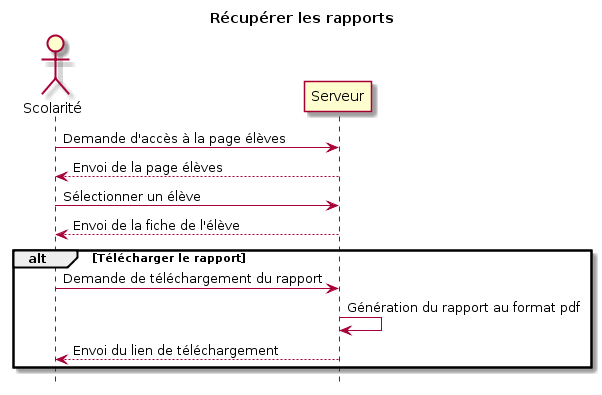 Récupérer les rapports
Scolarité
Serveur
Demande d'accès à la page élèves
Envoi de la page élèves
Sélectionner un élève
Envoi de la fiche de l'élève
alt [Télécharger le rapport]
Demande de téléchargement du rapport
Génération du rapport au format pdf
Envoi du lien de téléchargement